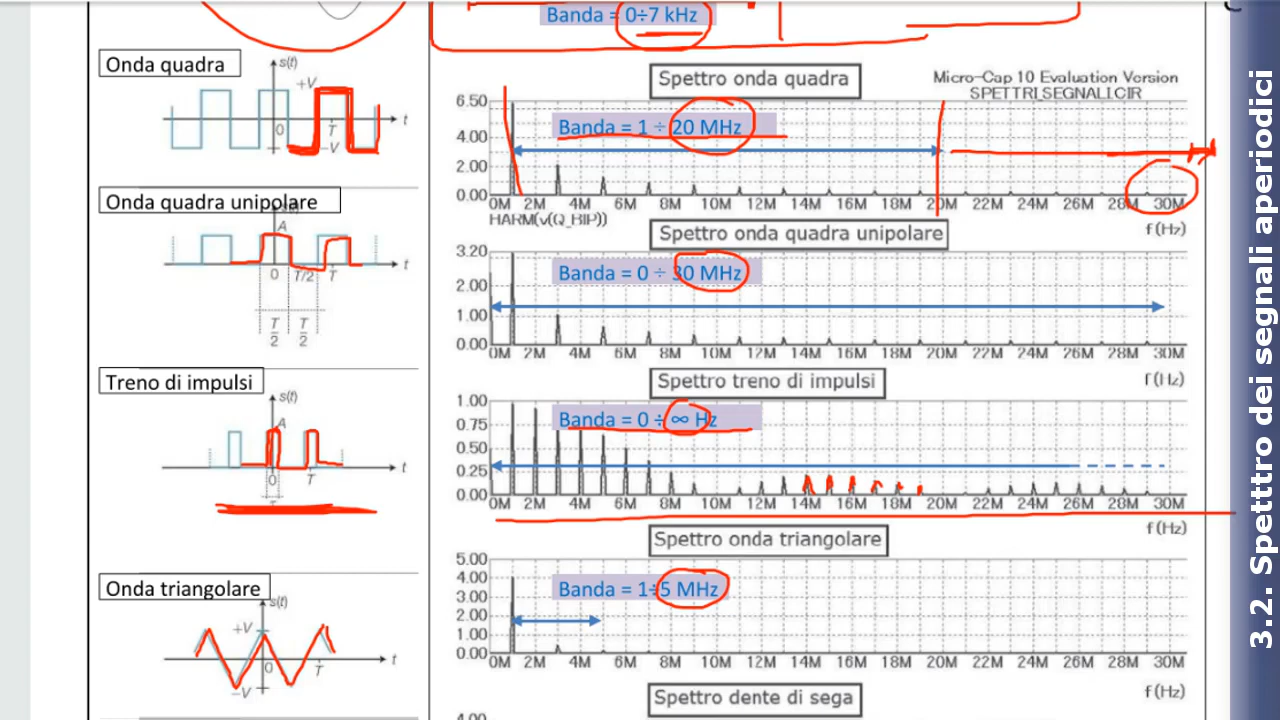 Banda = 0÷7 kHz
Onda quadra
s(t)
+V
0
T
-V
t
Spettro onda quadra
Micro-Cap 10 Evaluation Version
SPETTRI_SEGNALI.CIR
6.50
4.00
2.00
0.00
Banda = 1 ÷ 20 MHz
0M 2M 4M 6M 8M 10M 12M 14M 16M 18M 20M 22M 24M 26M 28M 30M
HARM(v(Q_BIP))
f (Hz)
Onda quadra unipolare
A
0
T/2
T
t
T
2
T
2
Spettro onda quadra unipolare
3.20
2.00
1.00
0.00
Banda = 0 ÷ 30 MHz
0M 2M 4M 6M 8M 10M 12M 14M 16M 18M 20M 22M 24M 26M 28M 30M
f (Hz)
Treno di impulsi
s(t)
A
0
T
t
Spettro treno di impulsi
1.00
0.75
0.50
0.25
0.00
Banda = 0 ÷ ∞ Hz
0M 2M 4M 6M 8M 10M 12M 14M 16M 18M 20M 22M 24M 26M 28M 30M
f (Hz)
Onda triangolare
s(t)
+V
0
T
-V
t
Spettro onda triangolare
5.00
4.00
3.00
2.00
1.00
0.00
Banda = 1÷5 MHz
0M 2M 4M 6M 8M 10M 12M 14M 16M 18M 20M 22M 24M 26M 28M 30M
f (Hz)
Spettro dente di sega
4.00
3.2. Spettro dei segnali aperiodici